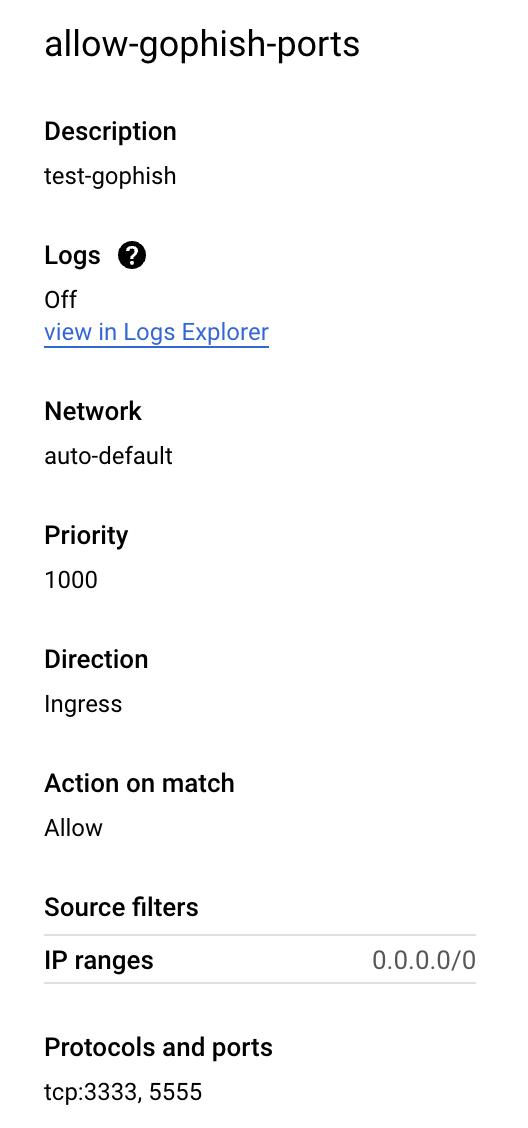 allow-gophish-ports
Description
test-gophish
Logs ?
Off
view in Logs Explorer
Network
auto-default
Priority
1000
Direction
Ingress
Action on match
Allow
Source filters
IP ranges 0.0.0.0/0
Protocols and ports
tcp:3333, 5555